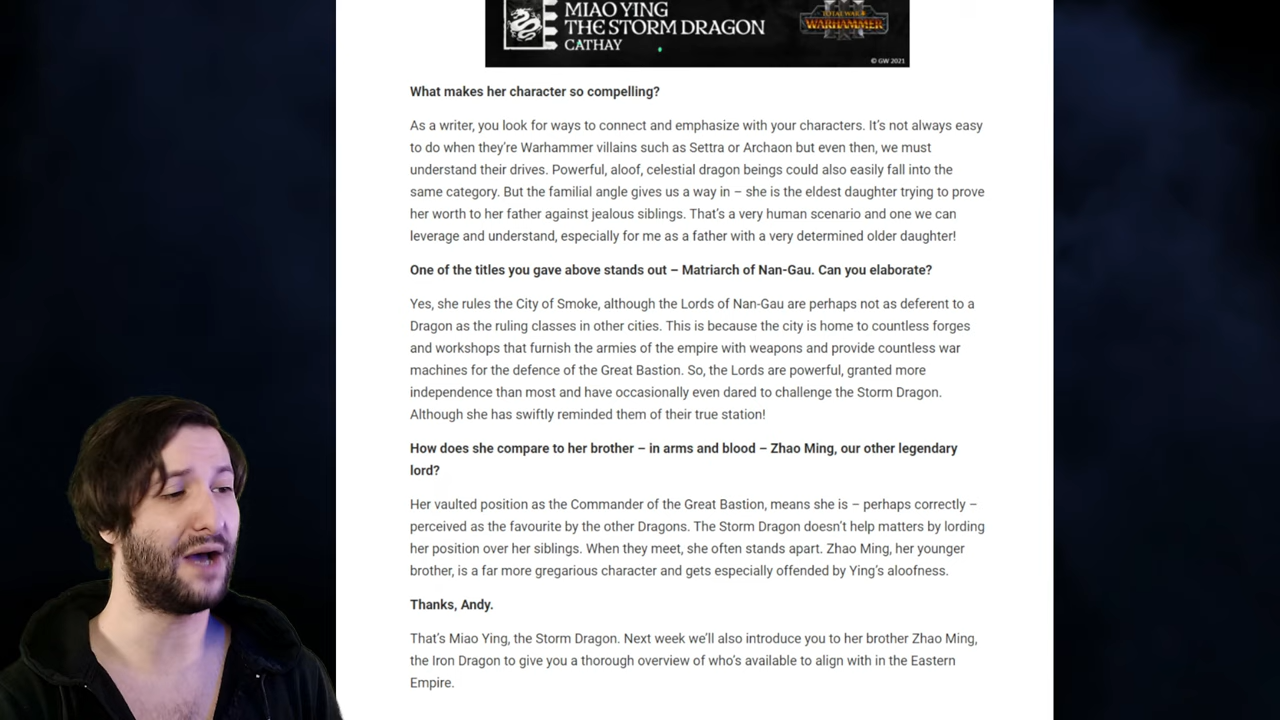 MIAO YING
THE STORM DRAGON
CATHAY
TOTAL WAR
WARHAMMER
III
© GW 2021
What makes her character so compelling?
As a writer, you look for ways to connect and emphasize with your characters. It's not always easy
to do when they're Warhammer villains such as Settra or Archaon but even then, we must
understand their drives. Powerful, aloof, celestial dragon beings could also easily fall into the
same category. But the familial angle gives us a way in – she is the eldest daughter trying to prove
her worth to her father against jealous siblings. That's a very human scenario and one we can
leverage and understand, especially for me as a father with a very determined older daughter!
One of the titles you gave above stands out – Matriarch of Nan-Gau. Can you elaborate?
Yes, she rules the City of Smoke, although the Lords of Nan-Gau are perhaps not as deferent to a
Dragon as the ruling classes in other cities. This is because the city is home to countless forges
and workshops that furnish the armies of the empire with weapons and provide countless war
machines for the defence of the Great Bastion. So, the Lords are powerful, granted more
independence than most and have occasionally even dared to challenge the Storm Dragon.
Although she has swiftly reminded them of their true station!
How does she compare to her brother – in arms and blood – Zhao Ming, our other legendary
lord?
Her vaulted position as the Commander of the Great Bastion, means she is – perhaps correctly –
perceived as the favourite by the other Dragons. The Storm Dragon doesn't help matters by lording
her position over her siblings. When they meet, she often stands apart. Zhao Ming, her younger
brother, is a far more gregarious character and gets especially offended by Ying's aloofness.
Thanks, Andy.
That's Miao Ying, the Storm Dragon. Next week we'll also introduce you to her brother Zhao Ming,
the Iron Dragon to give you a thorough overview of who's available to align with in the Eastern
Empire.